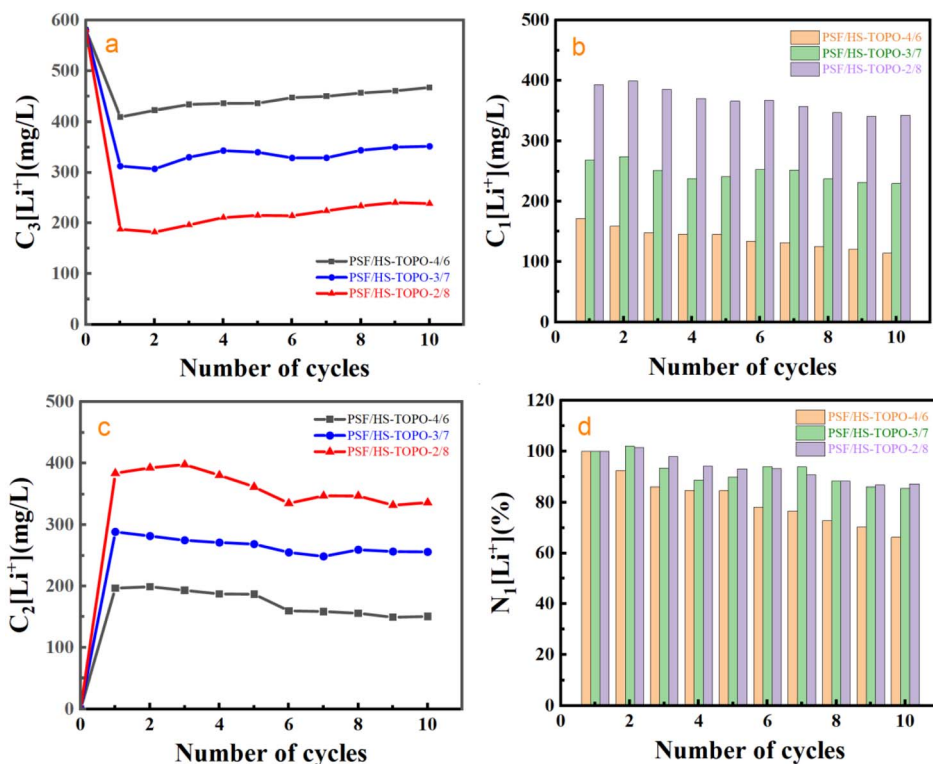 a
C₃[Li⁺](mg/L)
600
500
400
300
200
100
0
PSF/HS-TOPO-4/6
PSF/HS-TOPO-3/7
PSF/HS-TOPO-2/8
0 2 4 6 8 10
Number of cycles
b
C₁[Li⁺](mg/L)
500
400
300
200
100
0
PSF/HS-TOPO-4/6
PSF/HS-TOPO-3/7
PSF/HS-TOPO-2/8
0 2 4 6 8 10
Number of cycles
c
C₂[Li⁺](mg/L)
500
400
300
200
100
0
PSF/HS-TOPO-4/6
PSF/HS-TOPO-3/7
PSF/HS-TOPO-2/8
0 2 4 6 8 10
Number of cycles
d
N₁[Li⁺](%)
120
100
80
60
40
20
0
PSF/HS-TOPO-4/6
PSF/HS-TOPO-3/7
PSF/HS-TOPO-2/8
0 2 4 6 8 10
Number of cycles